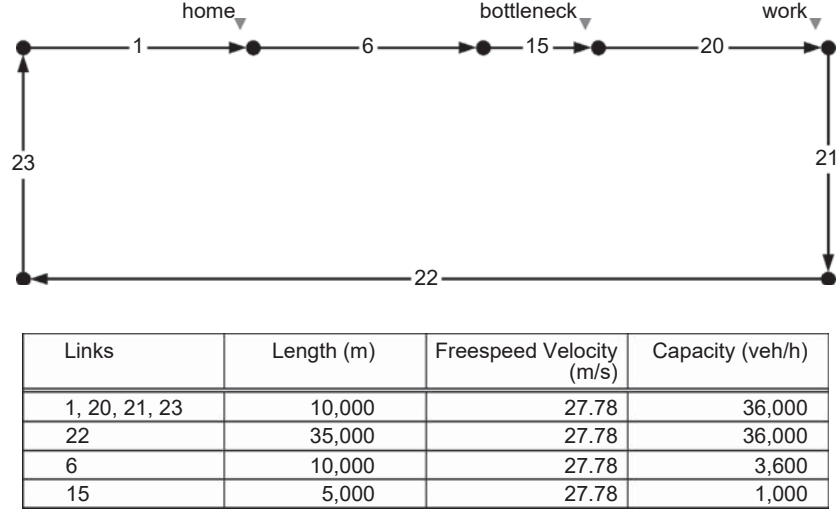 home bottleneck work
1 6 15 20
23 21
22
Links Length (m) Freespeed Velocity (m/s) Capacity (veh/h)
1, 20, 21, 23 10,000 27.78 36,000
22 35,000 27.78 36,000
6 10,000 27.78 3,600
15 5,000 27.78 1,000